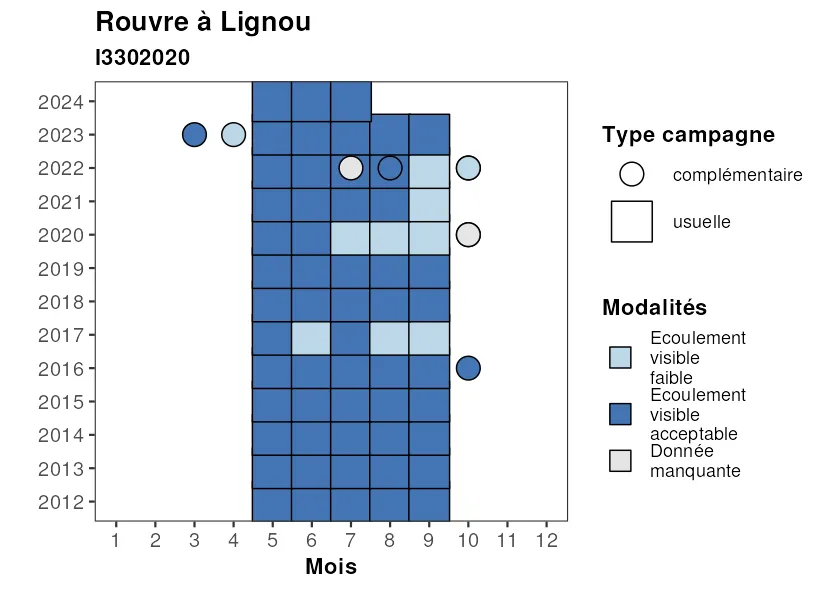 Rouvre à Lignou
I3302020
2024
2023
2022
2021
2020
2019
2018
2017
2016
2015
2014
2013
2012
1 2 3 4 5 6 7 8 9 10 11 12
Mois
Type campagne
complémentaire
usuelle
Modalités
Ecoulement
visible
faible
Ecoulement
visible
acceptable
Donnée
manquante